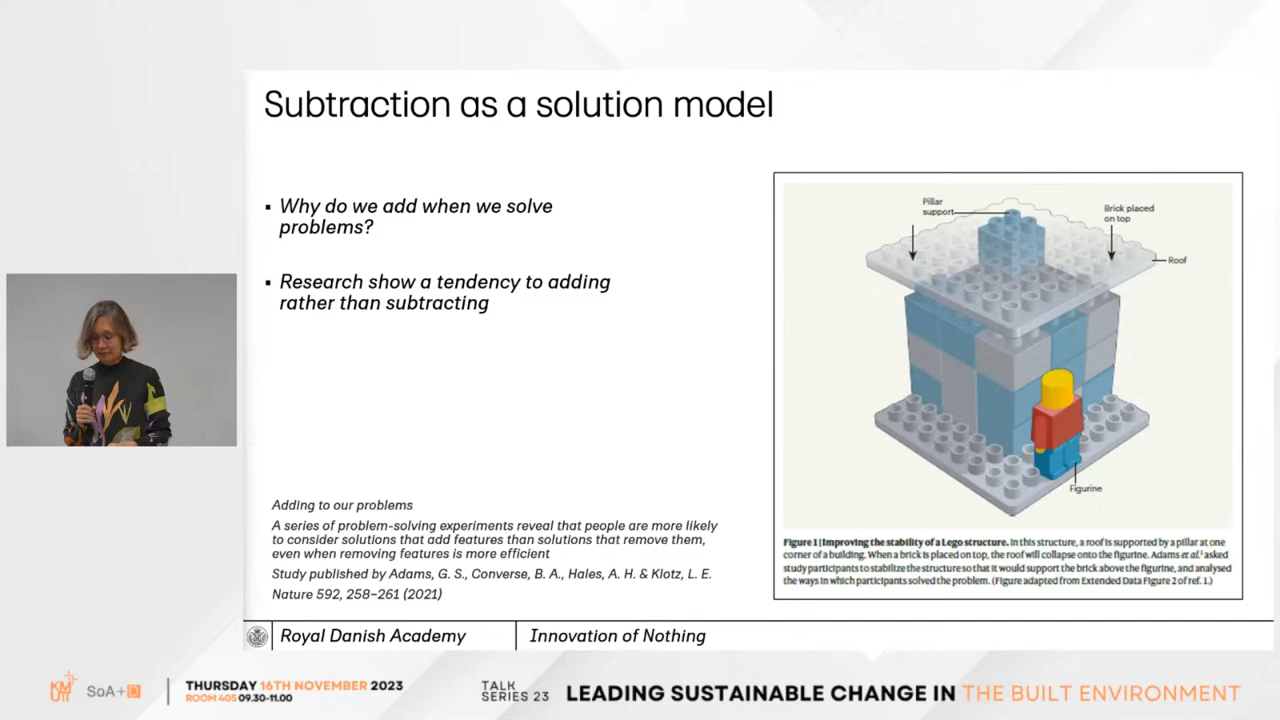 Subtraction as a solution model
▪ Why do we add when we solve
problems?
▪ Research show a tendency to adding
rather than subtracting
Adding to our problems
A series of problem-solving experiments reveal that people are more likely
to consider solutions that add features than solutions that remove them,
even when removing features is more efficient
Study published by Adams, G. S., Converse, B. A., Hales, A. H. & Klotz, L. E.
Nature 592, 258–261 (2021)
Pillar
support
Brick placed
on top
Roof
Figurine
Figure 1 | Improving the stability of a Lego structure. In this structure, a roof is supported by a pillar at one
corner of a building. When a brick is placed on top, the roof will collapse onto the figurine. Adams et al.¹ asked
study participants to stabilize the structure so that it would support the brick above the figurine, and analysed
the ways in which participants solved the problem. (Figure adapted from Extended Data Figure 2 of ref. 1.)
Royal Danish Academy
Innovation of Nothing
KM
UTT
SoA+D
THURSDAY 16TH NOVEMBER 2023
ROOM 405 09.30-11.00
TALK
SERIES 23
LEADING SUSTAINABLE CHANGE IN THE BUILT ENVIRONMENT